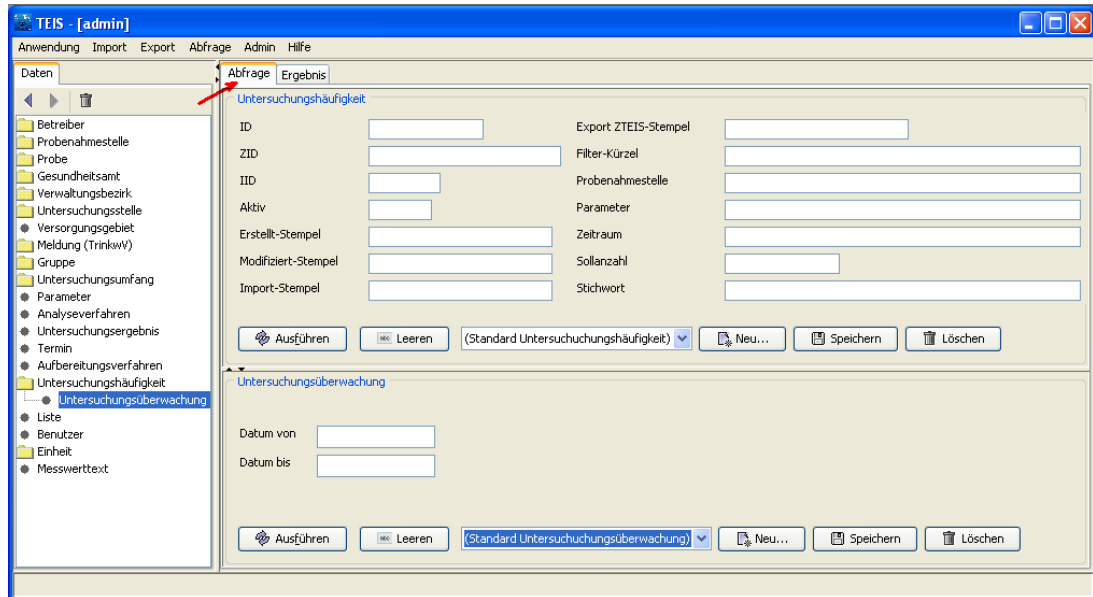 TEIS - [admin]
Anwendung Import Export Abfrage Admin Hilfe
Daten
Betreiber
Probenahmestelle
Probe
Gesundheitsamt
Verwaltungsbezirk
Untersuchungsstelle
Versorgungsgebiet
Meldung (TrinkwV)
Gruppe
Untersuchungsumfang
Parameter
Analyseverfahren
Untersuchungsergebnis
Termin
Aufbereitungsverfahren
Untersuchungshäufigkeit
Untersuchungsüberwachung
Liste
Benutzer
Einheit
Messwerttext
Abfrage Ergebnis
Untersuchungshäufigkeit
ID Export ZTEIS-Stempel
ZID Filter-Kürzel
IID Probenahmestelle
Aktiv Parameter
Erstellt-Stempel Zeitraum
Modifiziert-Stempel Sollanzahl
Import-Stempel Stichwort
Ausführen abc Leeren (Standard Untersuchuchungshäufigkeit) Neu... Speichern Löschen
Untersuchungsüberwachung
Datum von
Datum bis
Ausführen abc Leeren (Standard Untersuchuchungsüberwachung) Neu... Speichern Löschen